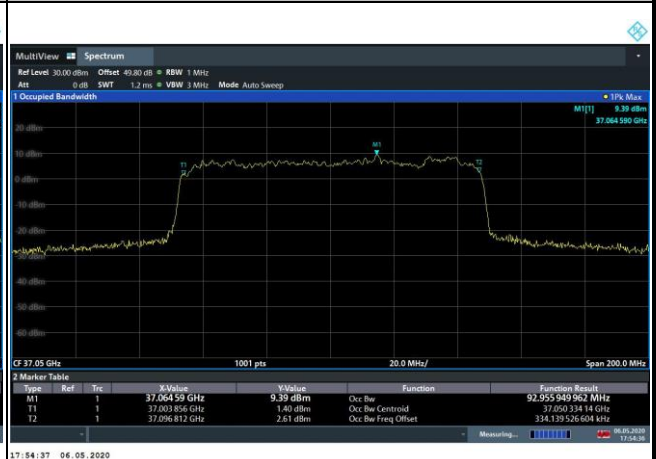 MultiView Spectrum
Ref Level 30.00 dBm Offset 49.80 dB RBW 1 MHz
Att 0 dB SWT 1.2 ms VBW 3 MHz Mode Auto Sweep
1 Occupied Bandwidth 1Pk Max
M1[1] 9.39 dBm
37.064 590 GHz
20 dBm
M1
10 dBm
T1 T2
0 dBm
-10 dBm
-20 dBm
-30 dBm
-40 dBm
-50 dBm
-60 dBm
CF 37.05 GHz 1001 pts 20.0 MHz/ Span 200.0 MHz
2 Marker Table
Type Ref Trc X-Value Y-Value Function Function Result
M1 1 37.064 59 GHz 9.39 dBm Occ Bw 92.955 949 962 MHz
T1 1 37.003 856 GHz 1.40 dBm Occ Bw Centroid 37.050 334 14 GHz
T2 1 37.096 812 GHz 2.61 dBm Occ Bw Freq Offset 334.139 526 604 kHz
Measuring... 06.05.2020
17:54:36
17:54:37 06.05.2020